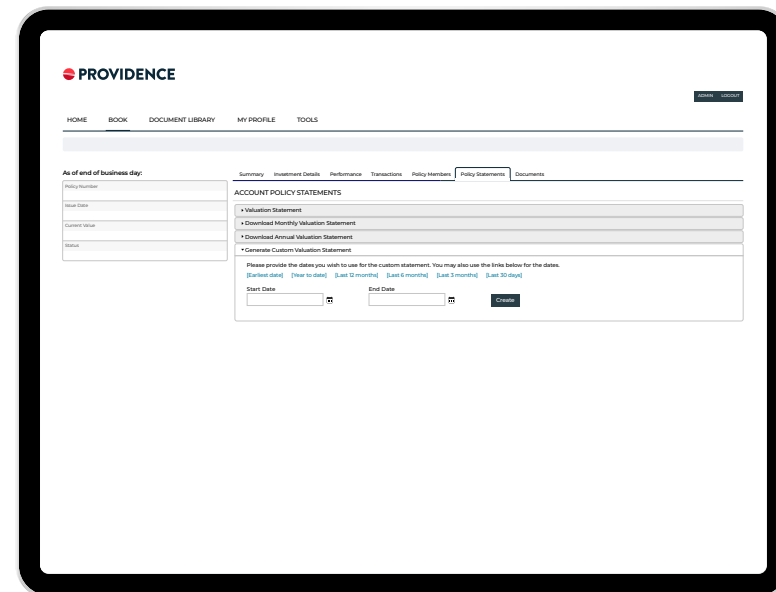 PROVIDENCE
ADMIN LOGOUT
HOME BOOK DOCUMENT LIBRARY MY PROFILE TOOLS
As of end of business day:
Policy Number
Issue Date
Current Value
Status
Summary Investment Details Performance Transactions Policy Members Policy Statements Documents
ACCOUNT POLICY STATEMENTS
Valuation Statement
Download Monthly Valuation Statement
Download Annual Valuation Statement
Generate Custom Valuation Statement
Please provide the dates you wish to use for the custom statement. You may also use the links below for the dates.
[Earliest date] [Year to date] [Last 12 months] [Last 6 months] [Last 3 months] [Last 30 days]
Start Date End Date
Create